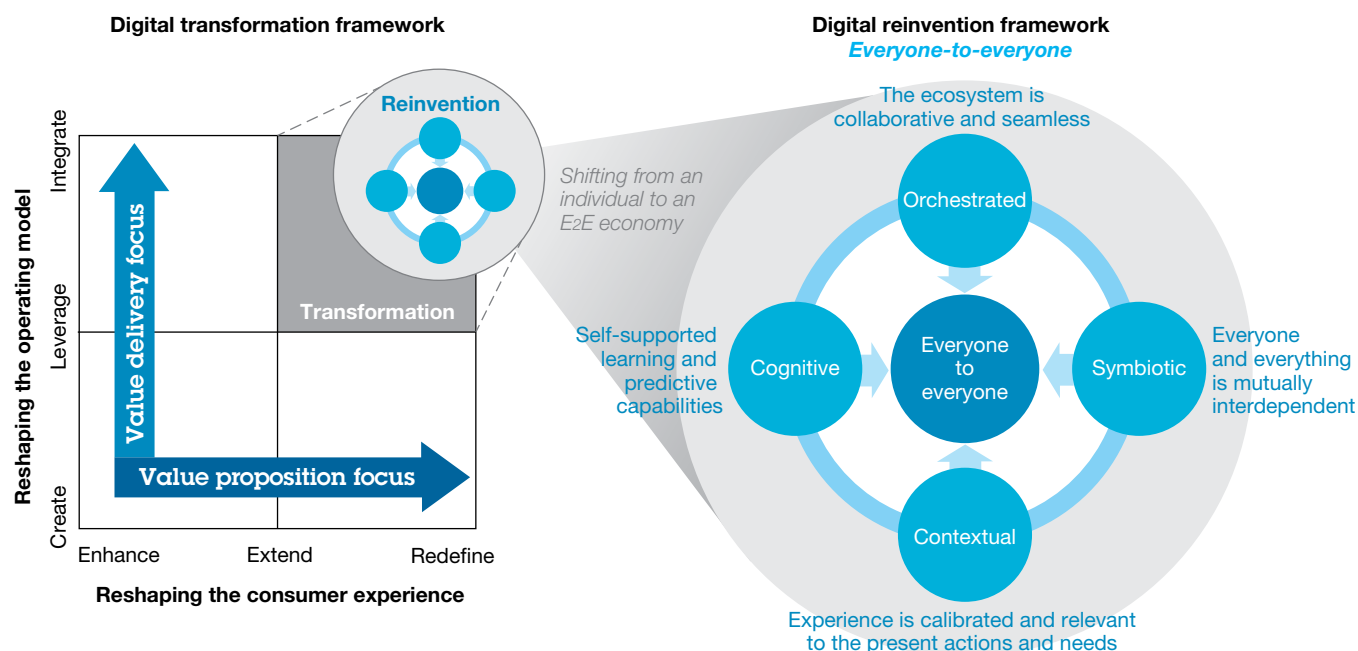 Digital transformation framework
Reinvention
Integrate
Leverage
Create
Reshaping the operating model
Value delivery focus
Transformation
Value proposition focus
Enhance
Extend
Redefine
Reshaping the consumer experience
Shifting from an
individual to an
E2E economy
Digital reinvention framework
Everyone-to-everyone
The ecosystem is
collaborative and seamless
Orchestrated
Self-supported
learning and
predictive
capabilities
Cognitive
Everyone
to
everyone
Symbiotic
Everyone
and everything
is mutually
interdependent
Contextual
Experience is calibrated and relevant
to the present actions and needs